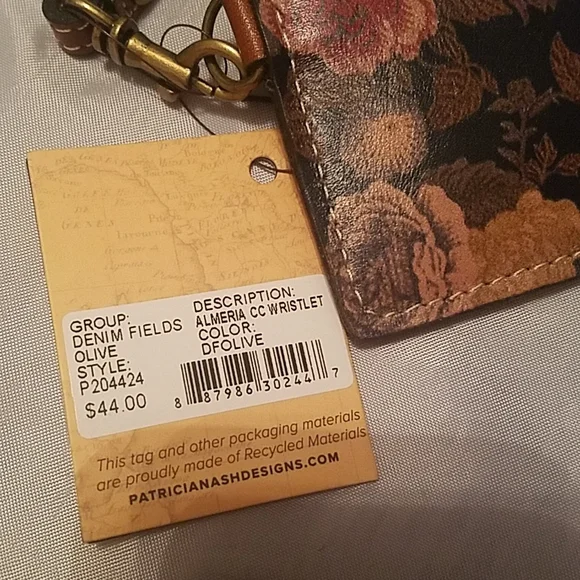 GROUP:
DENIM FIELDS
OLIVE
STYLE:
P204424
$44.00
DESCRIPTION:
ALMERIA CC WRISTLET
COLOR:
DFOLIVE
8 87986 30244 7
This tag and other packaging materials
are proudly made of Recycled Materials
PATRICIANASHDESIGNS.COM